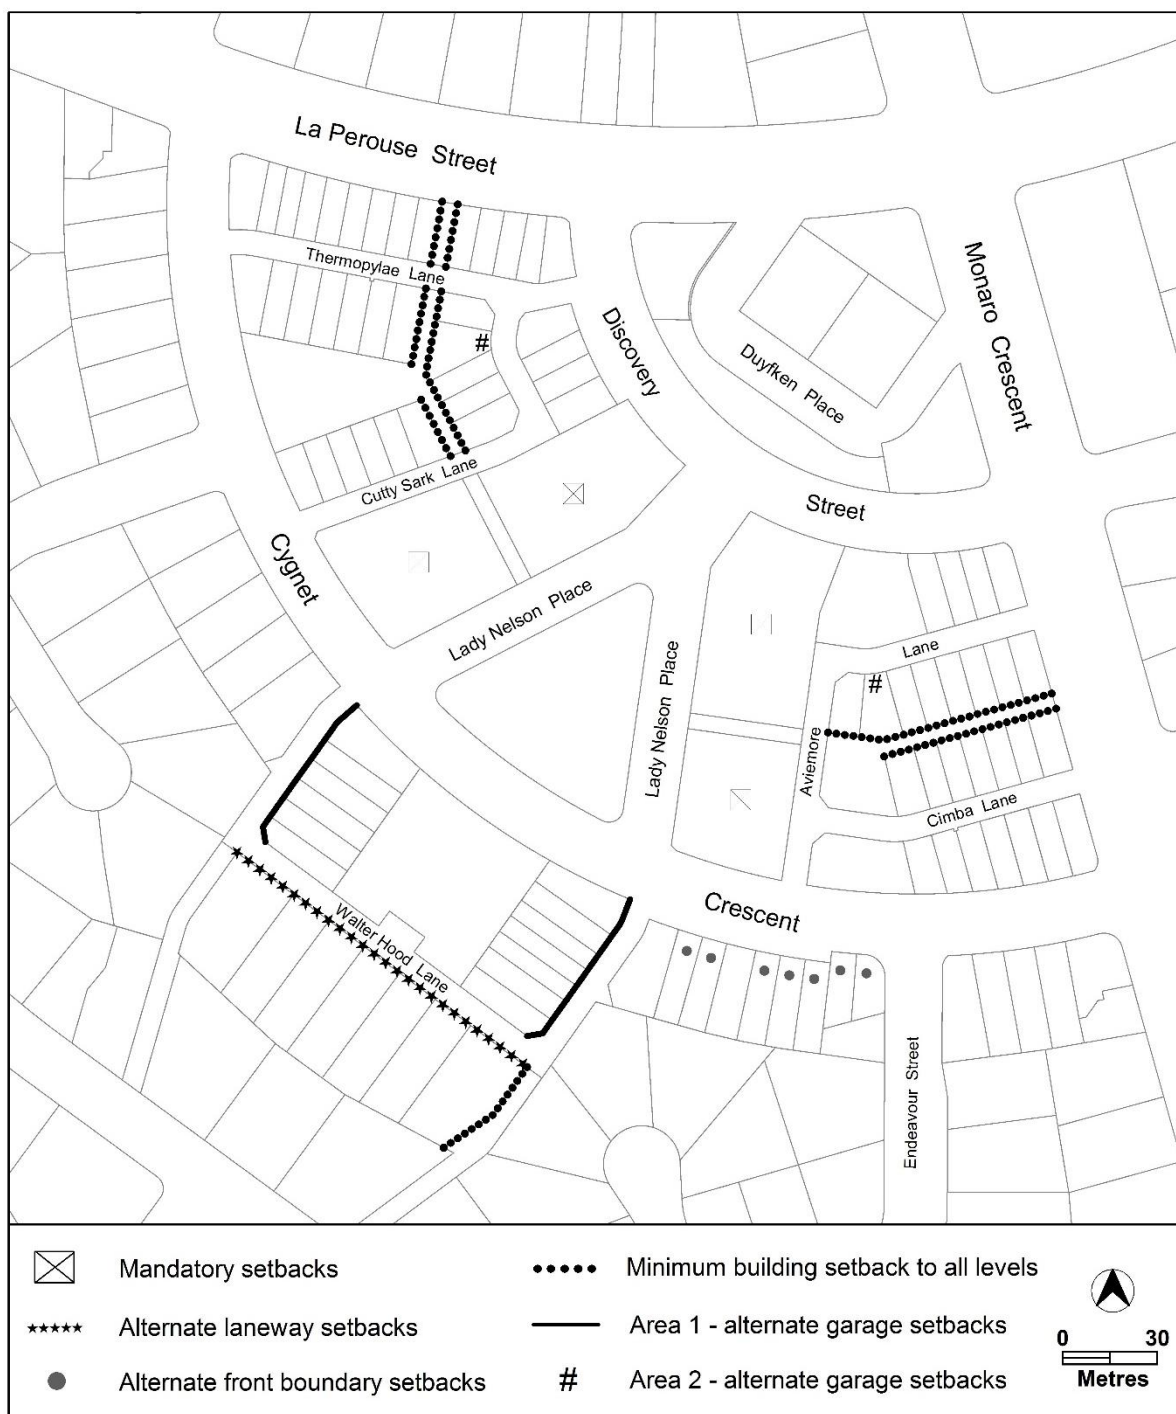 La Perouse Street
Thermopylae Lane
#
Discovery
Monaro Crescent
Duyfken Place
Cutty Sark Lane
Street
Cygnet
Lady Nelson Place
Lane
Lady Nelson Place
#
Aviemore
Cimba Lane
Walter Hood Lane
Crescent
Endeavour Street
Mandatory setbacks
Minimum building setback to all levels
Alternate laneway setbacks
Area 1 - alternate garage setbacks
Alternate front boundary setbacks
# Area 2 - alternate garage setbacks
0 30
Metres